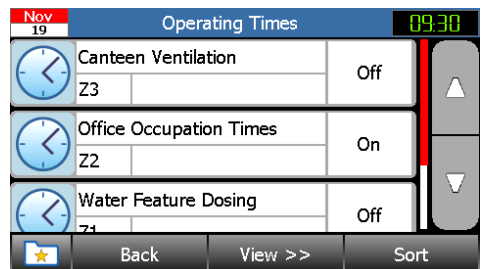 Nov
19
Operating Times
09:30
Canteen Ventilation
Z3
Off
Office Occupation Times
Z2
On
Water Feature Dosing
Z1
Off
Back
View >>
Sort